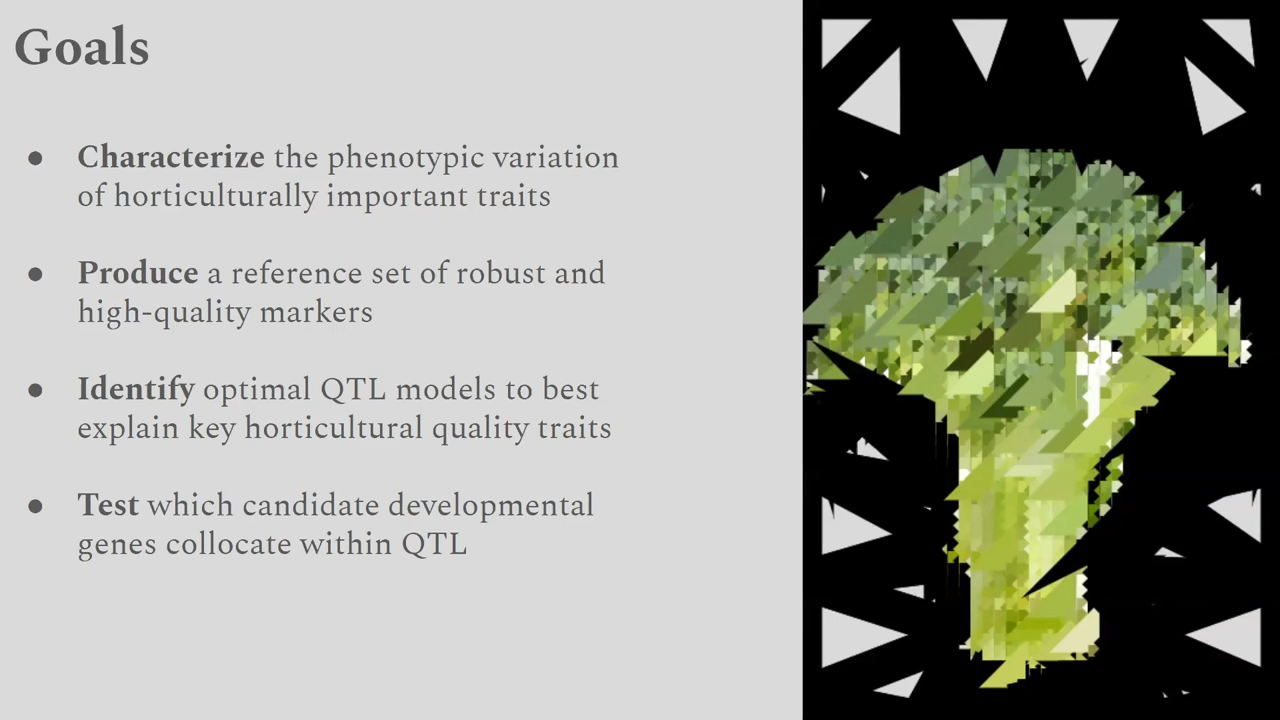 Goals
● Characterize the phenotypic variation
of horticulturally important traits
● Produce a reference set of robust and
high-quality markers
● Identify optimal QTL models to best
explain key horticultural quality traits
● Test which candidate developmental
genes collocate within QTL